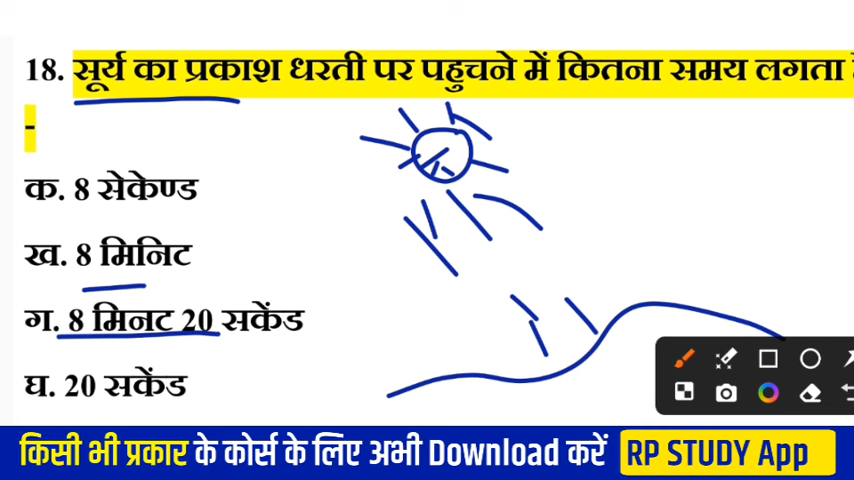 18. सूर्य का प्रकाश धरती पर पहुचने में कितना समय लगता
-
क. 8 सेकेण्ड
ख. 8 मिनिट
ग. 8 मिनट 20 सकेंड
घ. 20 सकेंड
किसी भी प्रकार के कोर्स के लिए अभी Download करें RP STUDY App